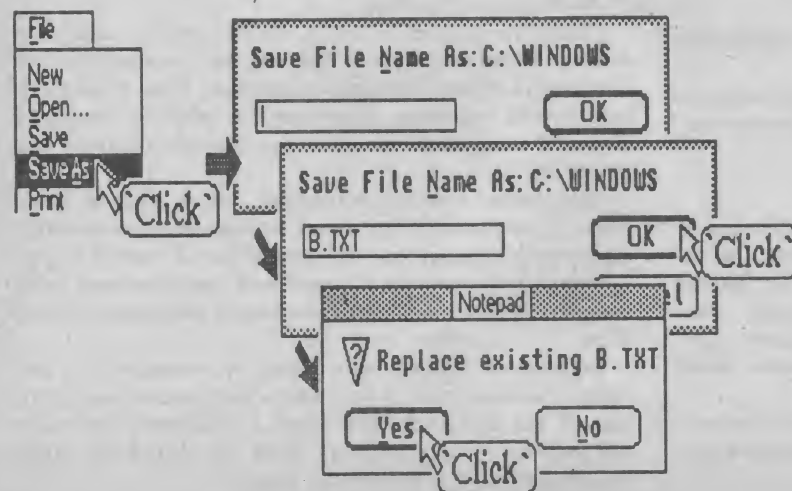 File
New
Open...
Save
Save As
Print
`Click`
Save File Name As:C:\WINDOWS
OK
Save File Name As:C:\WINDOWS
B.TXT
OK
`Click`
Notepad
? Replace existing B.TXT
Yes
No
`Click`